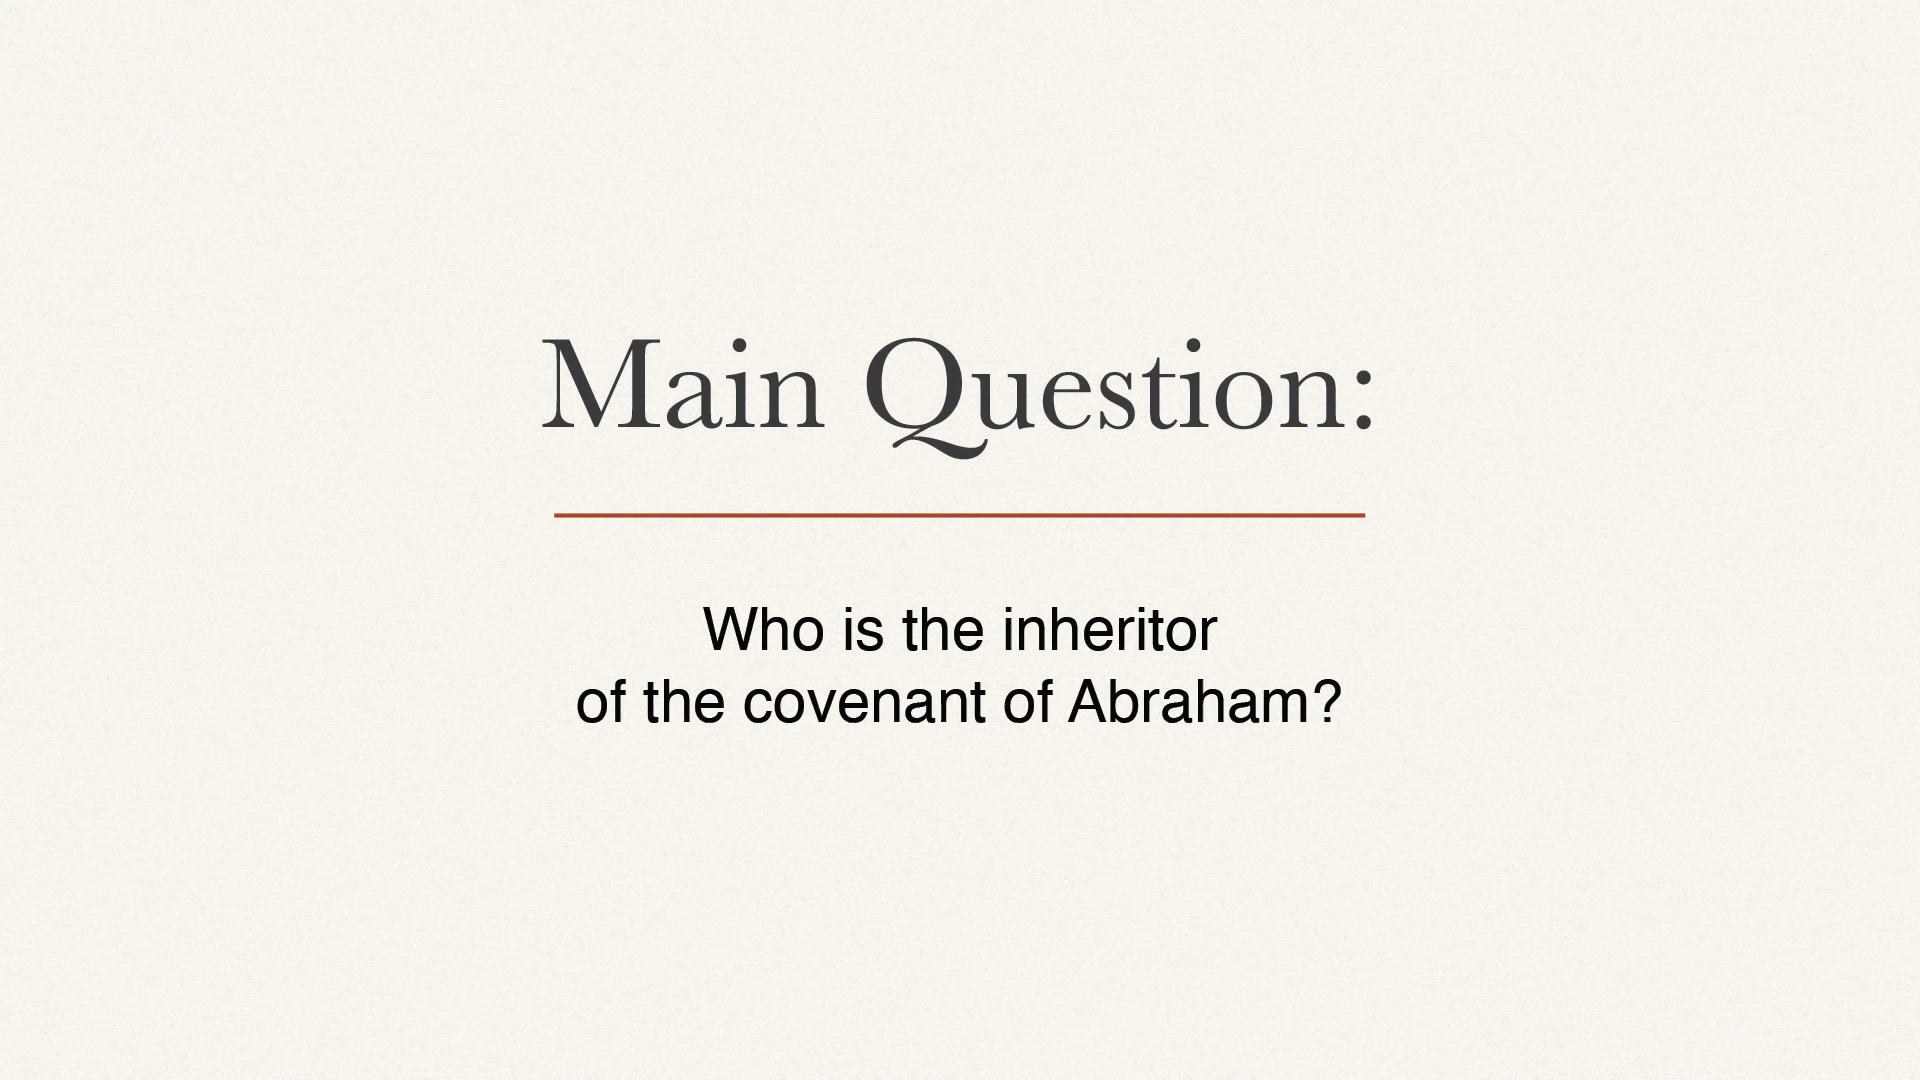 Main Question:
Who is the inheritor
of the covenant of Abraham?